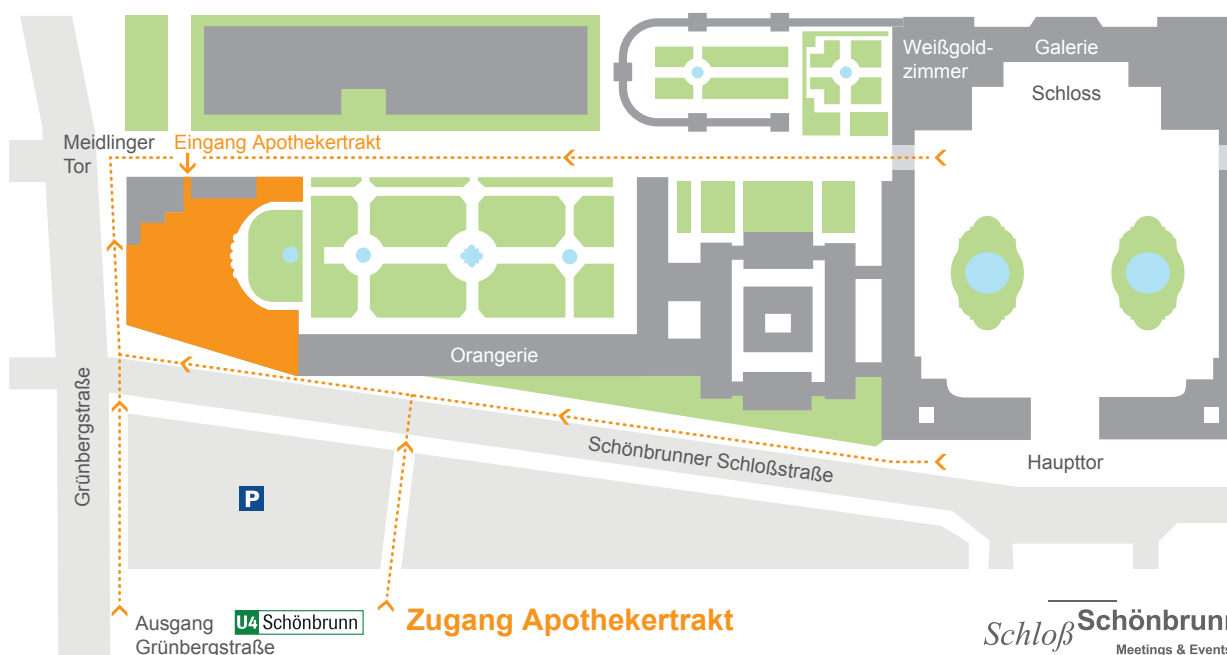 Weißgold-
zimmer
Galerie
Schloss
Meidlinger
Tor
Eingang Apothekertrakt
Orangerie
Grünbergstraße
Schönbrunner Schloßstraße
Haupttor
P
Ausgang
Grünbergstraße
U4 Schönbrunn
Zugang Apothekertrakt
Schloß Schönbrunn
Meetings & Events